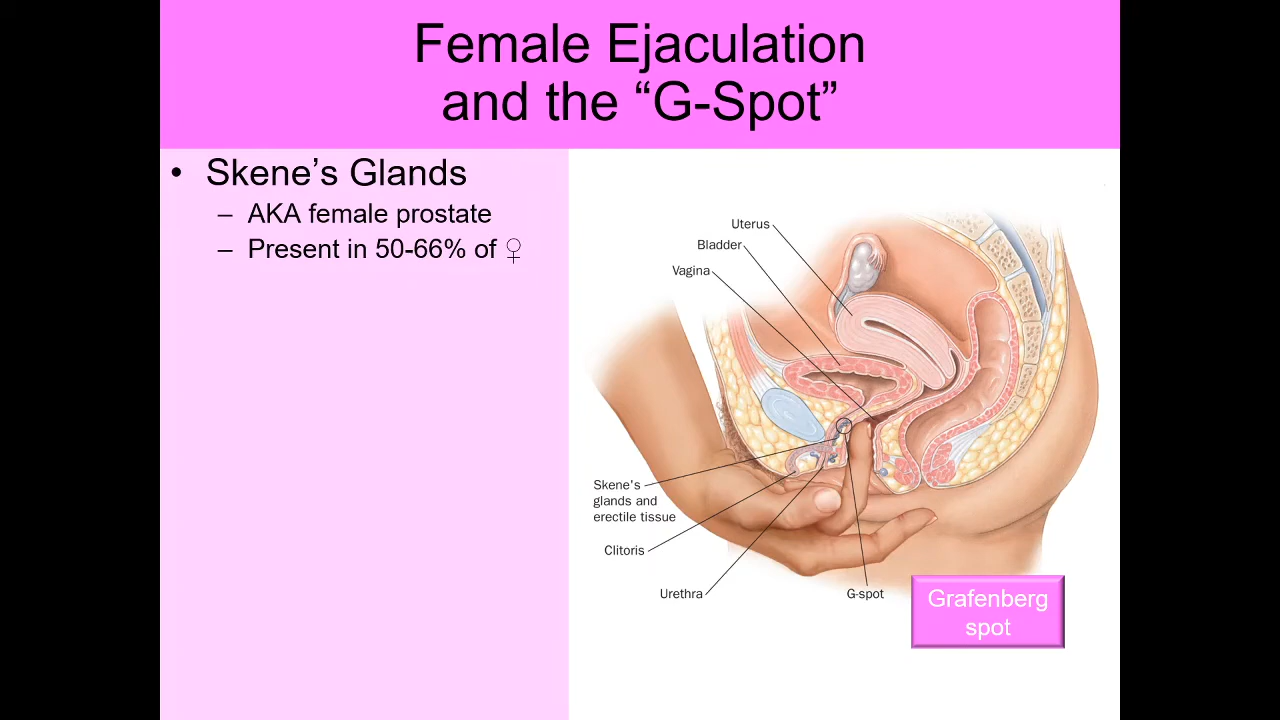 Female Ejaculation
and the “G-Spot”
• Skene’s Glands
– AKA female prostate
– Present in 50-66% of ♀
Uterus
Bladder
Vagina
Skene's
glands and
erectile tissue
Clitoris
Urethra
G-spot
Grafenberg
spot